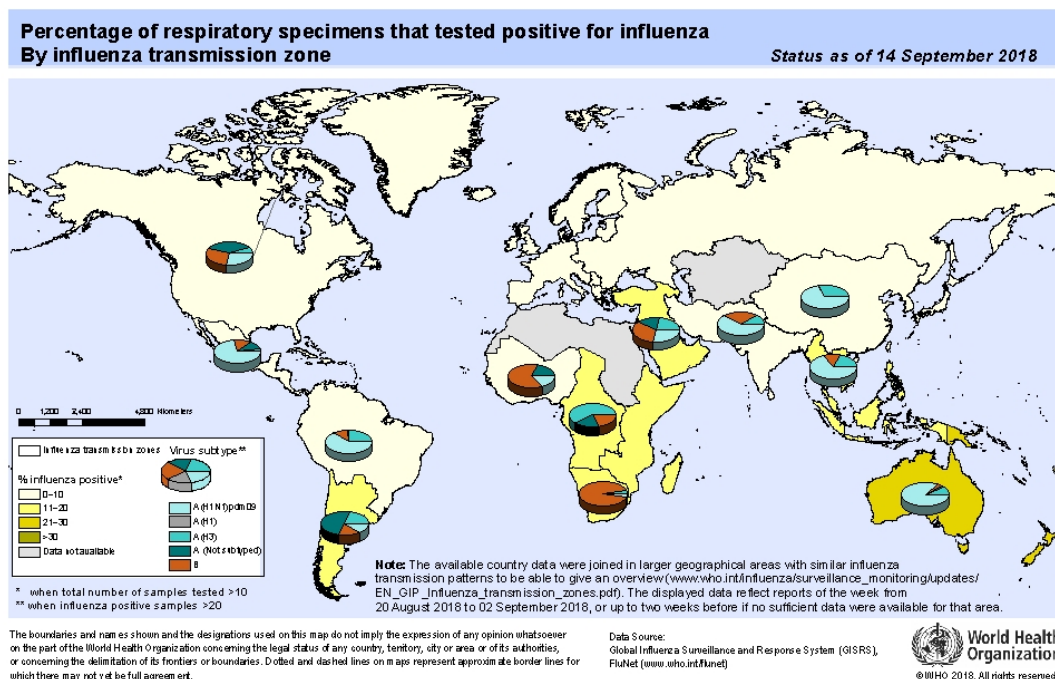 Percentage of respiratory specimens that tested positive for influenza
By influenza transmission zone
Status as of 14 September 2018
0 1,200 2,400 4,800 Kilometers
Influenza transmission zones
Virus subtype**
% influenza positive*
0–10
11–20
21–30
>30
Data not available
A(H1N1)pdm09
A(H1)
A(H3)
A (Not subtyped)
B
* when total number of samples tested >10
** when influenza positive samples >20
Note: The available country data were joined in larger geographical areas with similar influenza
transmission patterns to be able to give an overview (www.who.int/influenza/surveillance_monitoring/updates/
EN_GIP_Influenza_transmission_zones.pdf). The displayed data reflect reports of the week from
20 August 2018 to 02 September 2018, or up to two weeks before if no sufficient data were available for that area.
The boundaries and names shown and the designations used on this map do not imply the expression of any opinion whatsoever
on the part of the World Health Organization concerning the legal status of any country, territory, city or area or of its authorities,
or concerning the delimitation of its frontiers or boundaries. Dotted and dashed lines on maps represent approximate border lines for
which there may not yet be full agreement.
Data Source:
Global Influenza Surveillance and Response System (GISRS),
FluNet (www.who.int/flunet)
World Health
Organization
©WHO 2018. All rights reserved